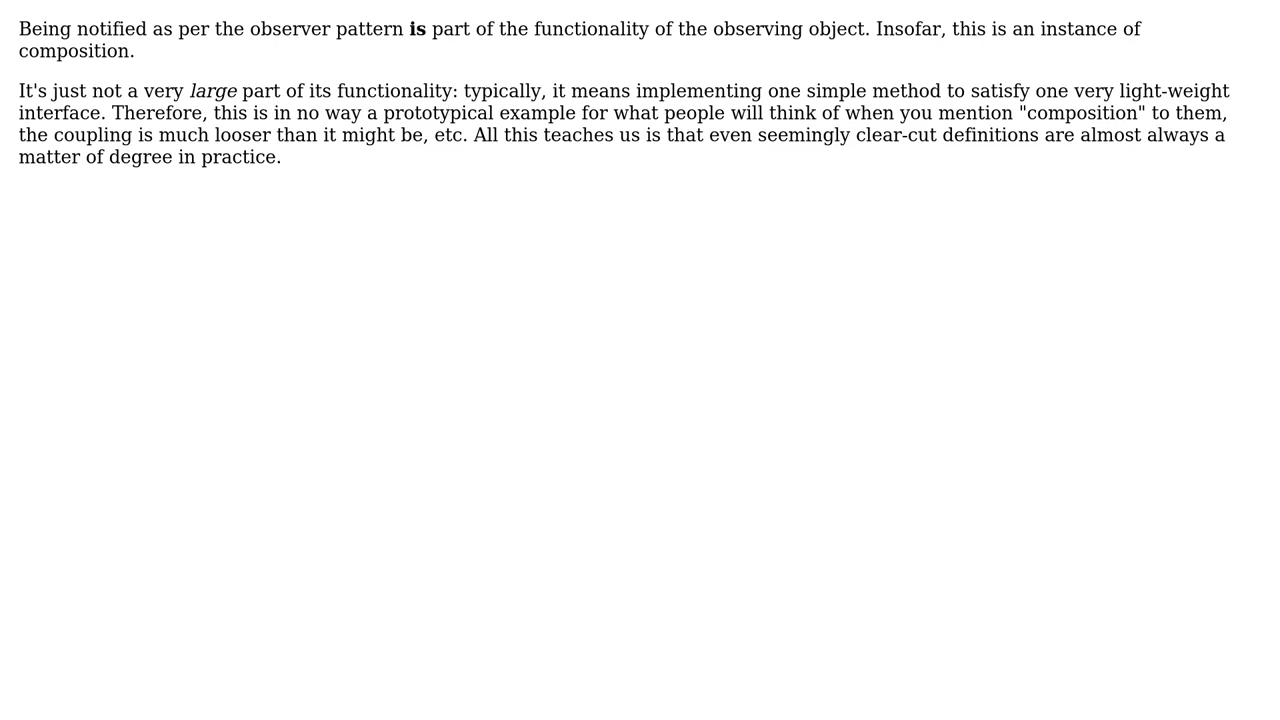 Being notified as per the observer pattern is part of the functionality of the observing object. Insofar, this is an instance of
composition.
It's just not a very large part of its functionality: typically, it means implementing one simple method to satisfy one very light-weight
interface. Therefore, this is in no way a prototypical example for what people will think of when you mention "composition" to them,
the coupling is much looser than it might be, etc. All this teaches us is that even seemingly clear-cut definitions are almost always a
matter of degree in practice.